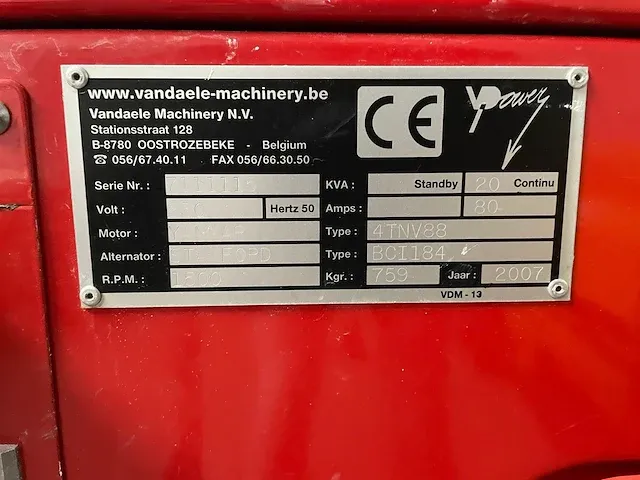 www.vandaele-machinery.be
Vandaele Machinery N.V.
Stationsstraat 128
B-8780 OOSTROZEBEKE - Belgium
☎ 056/67.40.11 FAX 056/66.30.50
CE
VPower
Serie Nr. :
KVA : Standby 20 Continu
Volt : Hertz 50
Amps : 80
Motor :
Type : 4TNV88
Alternator :
Type : BCI184
R.P.M. :
Kgr. : 759 Jaar : 2007
VDM - 13